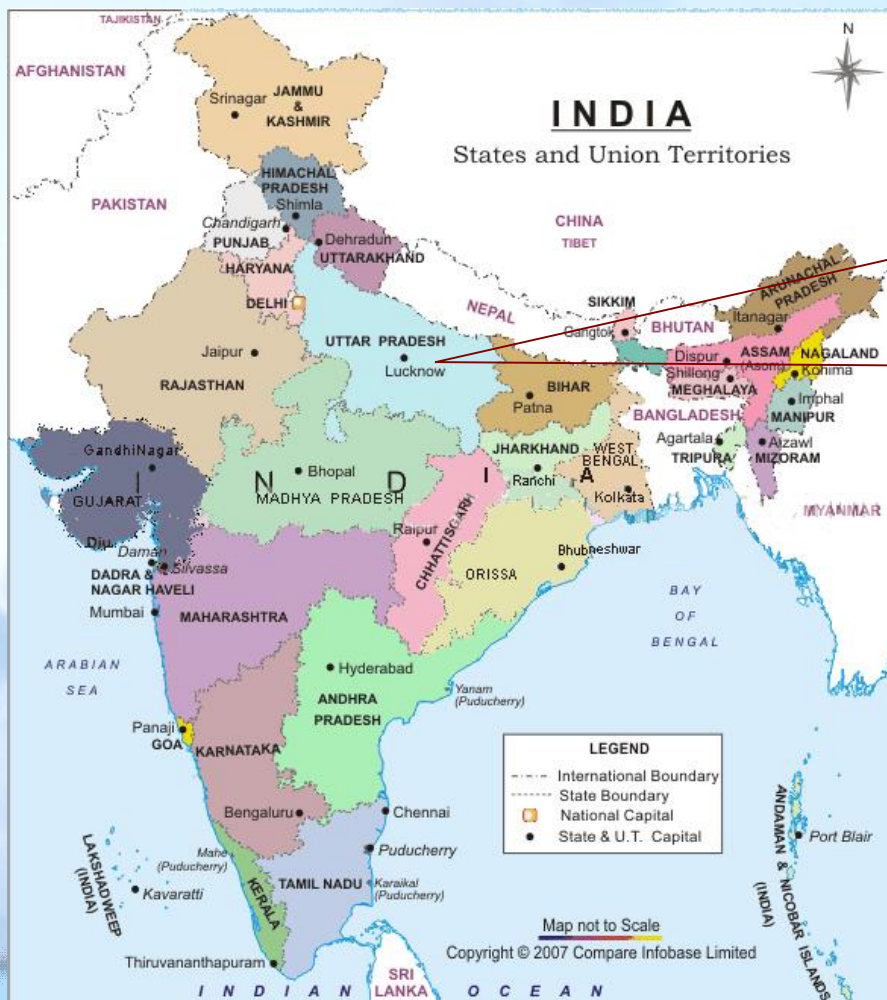 TAJIKISTAN
AFGHANISTAN
N
JAMMU
&
KASHMIR
Srinagar
INDIA
States and Union Territories
HIMACHAL
PRADESH
Shimla
PAKISTAN
Chandigarh
PUNJAB
CHINA
TIBET
Dehradun
UTTARAKHAND
HARYANA
DELHI
NEPAL
SIKKIM
Gangtok
BHUTAN
ARUNACHAL
PRADESH
Itanagar
UTTAR PRADESH
Lucknow
Jaipur
RAJASTHAN
BIHAR
Patna
Dispur
ASSAM
(Asom)
NAGALAND
Kohima
Shillong
MEGHALAYA
Imphal
MANIPUR
BANGLADESH
Agartala
TRIPURA
Aizawl
MIZORAM
MYANMAR
GandhiNagar
GUJARAT
I N D I A
Bhopal
MADHYA PRADESH
JHARKHAND
Ranchi
WEST
BENGAL
Kolkata
Raipur
CHHATTISGARH
Diu
Daman
Silvassa
DADRA &
NAGAR HAVELI
Mumbai
MAHARASHTRA
ORISSA
Bhubneshwar
BAY
OF
BENGAL
ARABIAN
SEA
Hyderabad
ANDHRA
PRADESH
Yanam
(Puducherry)
Panaji
GOA
KARNATAKA
Bengaluru
Chennai
Mahe
(Puducherry)
Puducherry
TAMIL NADU
Karaikal
(Puducherry)
KERALA
LAKSHADWEEP
(INDIA)
Kavaratti
Thiruvananthapuram
LEGEND
International Boundary
State Boundary
National Capital
State & U.T. Capital
ANDAMAN & NICOBAR ISLANDS
(INDIA)
Port Blair
Map not to Scale
Copyright © 2007 Compare Infobase Limited
SRI
LANKA
INDIAN OCEAN